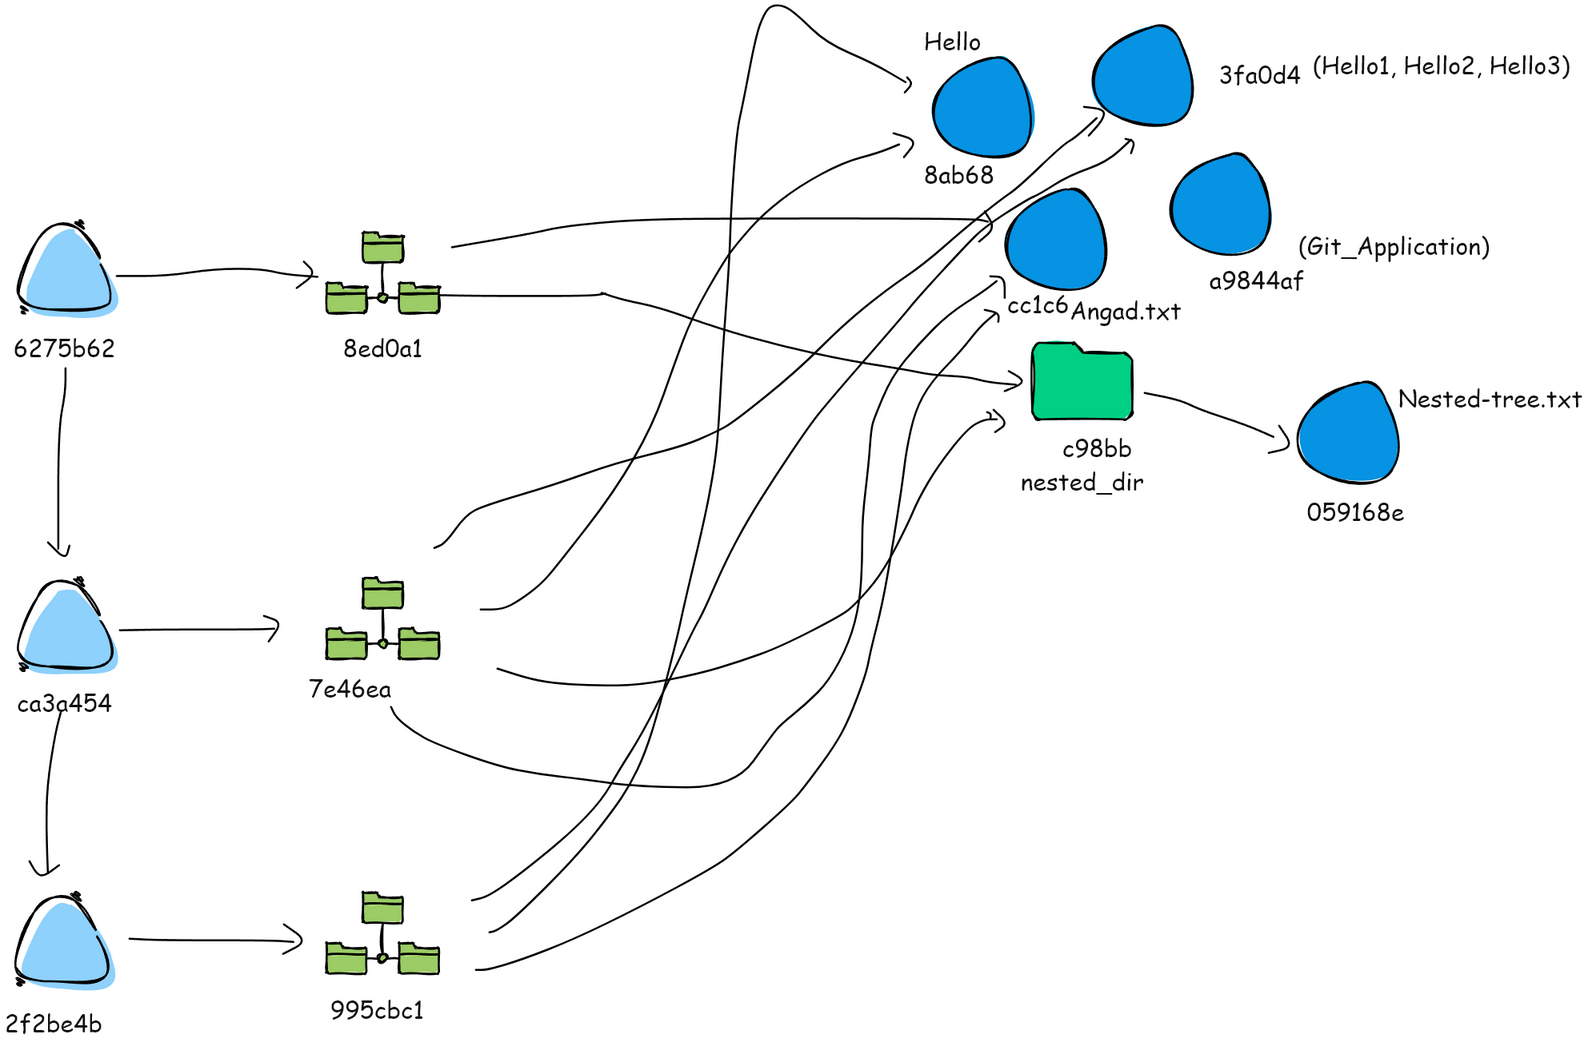 Hello
3fa0d4 (Hello1, Hello2, Hello3)
8ab68
(Git_Application)
a9844af
cc1c6 Angad.txt
6275b62
8ed0a1
Nested-tree.txt
c98bb
nested_dir
059168e
ca3a454
7e46ea
2f2be4b
995cbc1